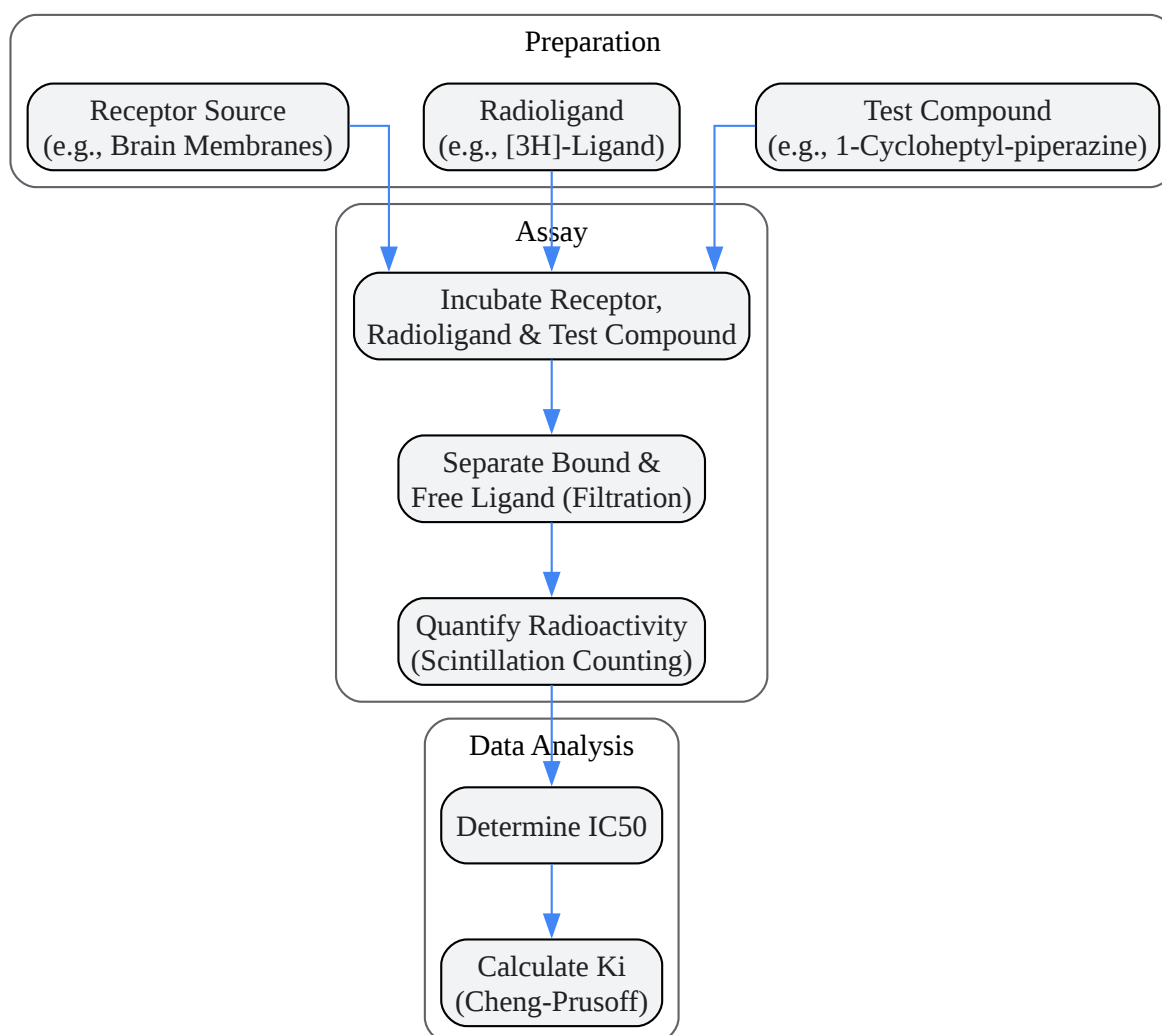 Preparation
Receptor Source
(e.g., Brain Membranes)
Radioligand
(e.g., [3H]-Ligand)
Test Compound
(e.g., 1-Cycloheptyl-piperazine)
Assay
Incubate Receptor,
Radioligand & Test Compound
Separate Bound &
Free Ligand (Filtration)
Quantify Radioactivity
(Scintillation Counting)
Data Analysis
Determine IC50
Calculate Ki
(Cheng-Prusoff)